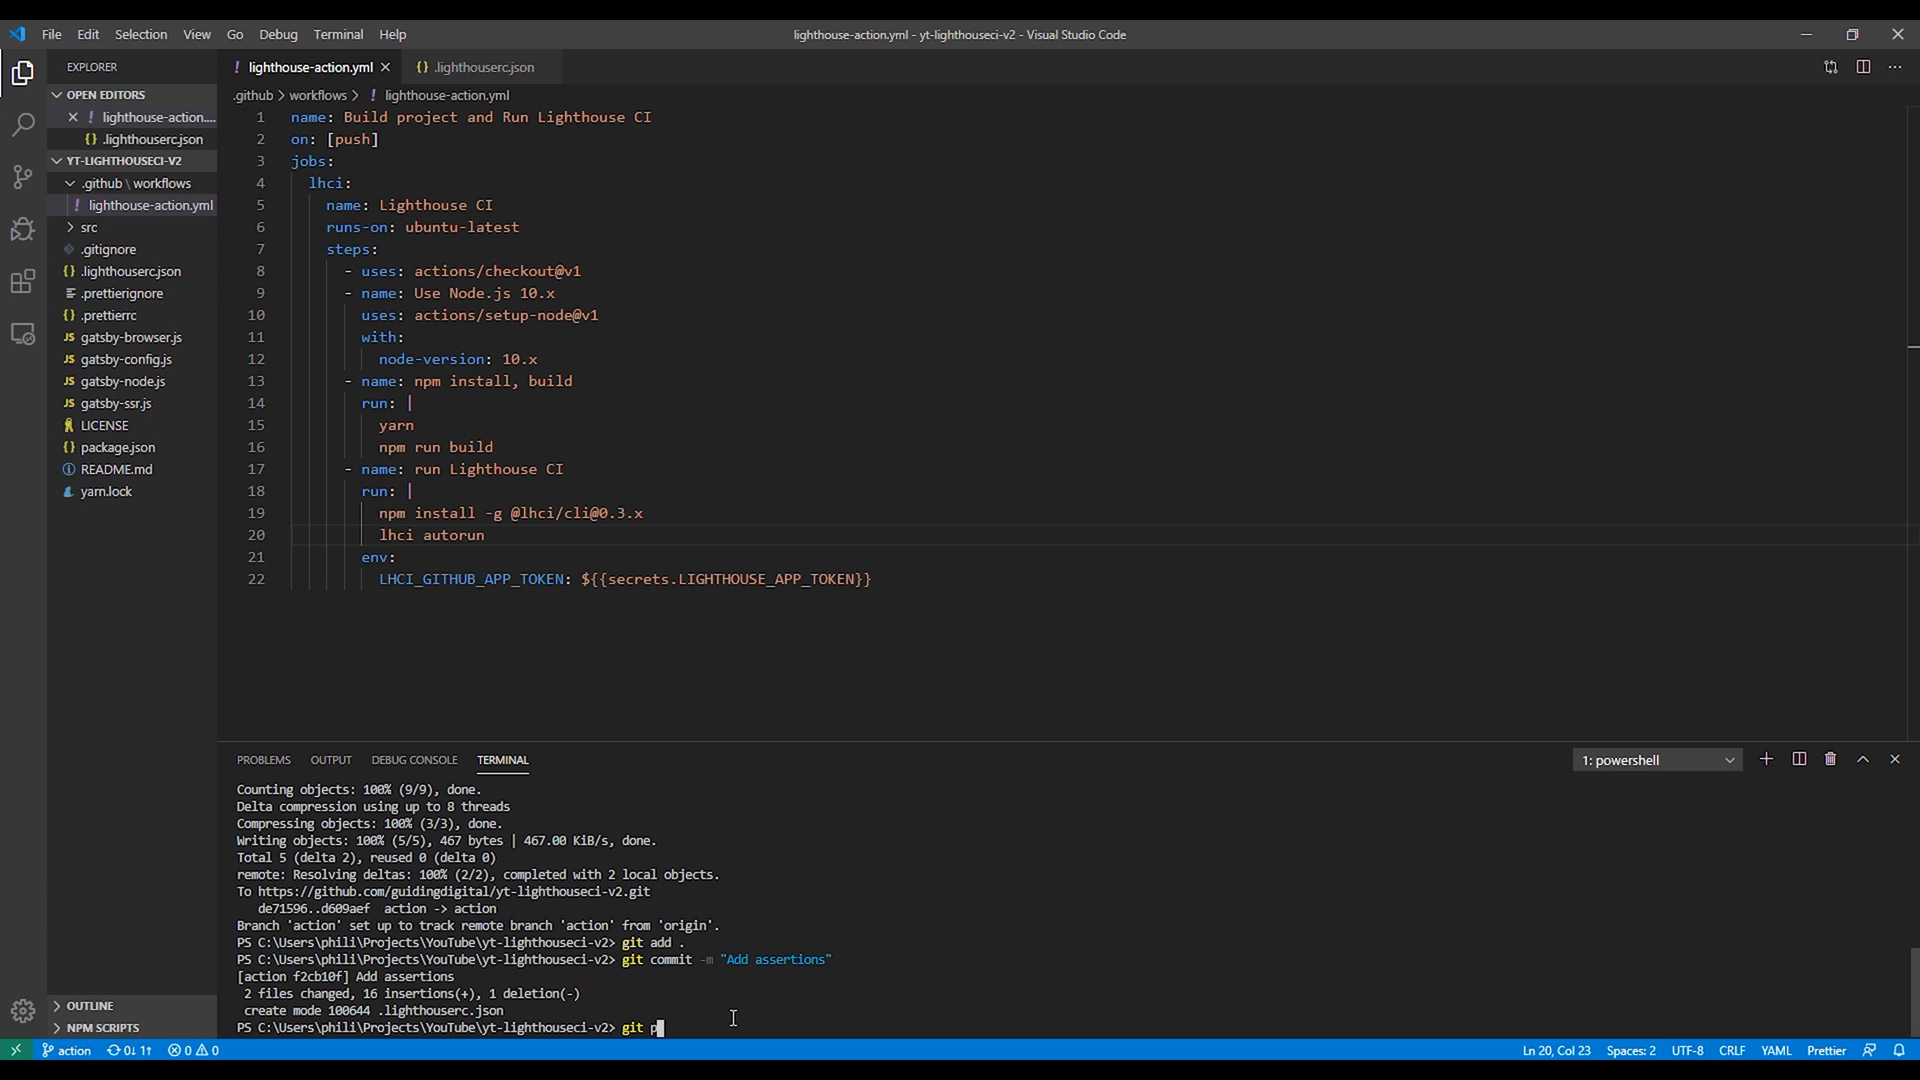 File Edit Selection View Go Debug Terminal Help
lighthouse-action.yml - yt-lighthouseci-v2 - Visual Studio Code
EXPLORER
OPEN EDITORS
lighthouse-action....
.lighthouserc.json
YT-LIGHTHOUSECI-V2
.github \ workflows
lighthouse-action.yml
src
.gitignore
.lighthouserc.json
.prettierignore
.prettierrc
gatsby-browser.js
gatsby-config.js
gatsby-node.js
gatsby-ssr.js
LICENSE
package.json
README.md
yarn.lock
OUTLINE
NPM SCRIPTS
lighthouse-action.yml
.lighthouserc.json
.github > workflows > ! lighthouse-action.yml
1 name: Build project and Run Lighthouse CI
2 on: [push]
3 jobs:
4 lhci:
5 name: Lighthouse CI
6 runs-on: ubuntu-latest
7 steps:
8 - uses: actions/checkout@v1
9 - name: Use Node.js 10.x
10 uses: actions/setup-node@v1
11 with:
12 node-version: 10.x
13 - name: npm install, build
14 run: |
15 yarn
16 npm run build
17 - name: run Lighthouse CI
18 run: |
19 npm install -g @lhci/cli@0.3.x
20 lhci autorun
21 env:
22 LHCI_GITHUB_APP_TOKEN: ${{secrets.LIGHTHOUSE_APP_TOKEN}}
PROBLEMS OUTPUT DEBUG CONSOLE TERMINAL
1: powershell
Counting objects: 100% (9/9), done.
Delta compression using up to 8 threads
Compressing objects: 100% (3/3), done.
Writing objects: 100% (5/5), 467 bytes | 467.00 KiB/s, done.
Total 5 (delta 2), reused 0 (delta 0)
remote: Resolving deltas: 100% (2/2), completed with 2 local objects.
To https://github.com/guidingdigital/yt-lighthouseci-v2.git
de71596..d609aef action -> action
Branch 'action' set up to track remote branch 'action' from 'origin'.
PS C:\Users\phili\Projects\YouTube\yt-lighthouseci-v2> git add .
PS C:\Users\phili\Projects\YouTube\yt-lighthouseci-v2> git commit -m "Add assertions"
[action f2cb10f] Add assertions
2 files changed, 16 insertions(+), 1 deletion(-)
create mode 100644 .lighthouserc.json
PS C:\Users\phili\Projects\YouTube\yt-lighthouseci-v2> git p
action 0↓ 1↑ 0 0
Ln 20, Col 23 Spaces: 2 UTF-8 CRLF YAML Prettier